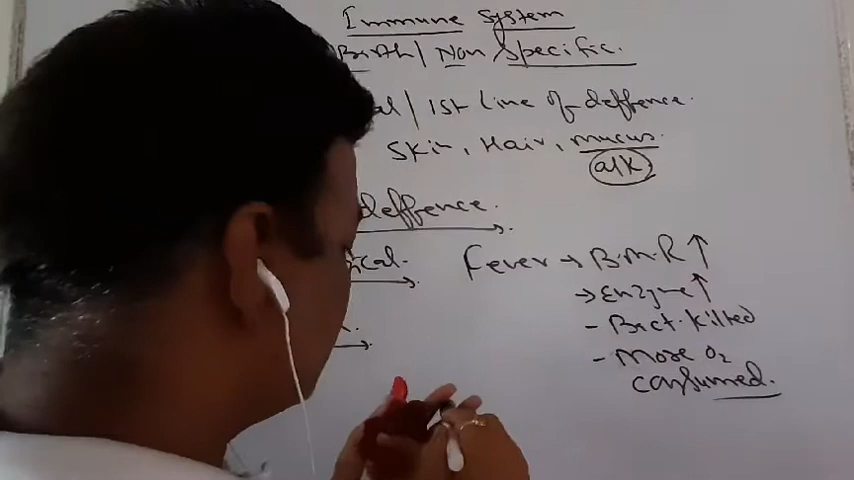 Immune System
Birth/ Non Specific.
al/ 1st Line of deffence.
Skin, Hair, mucus.
alk
deffence.
ical.
Fever → B.M.R ↑
→ Enzyme ↑
- Bact. Killed
- More O2
consumed.